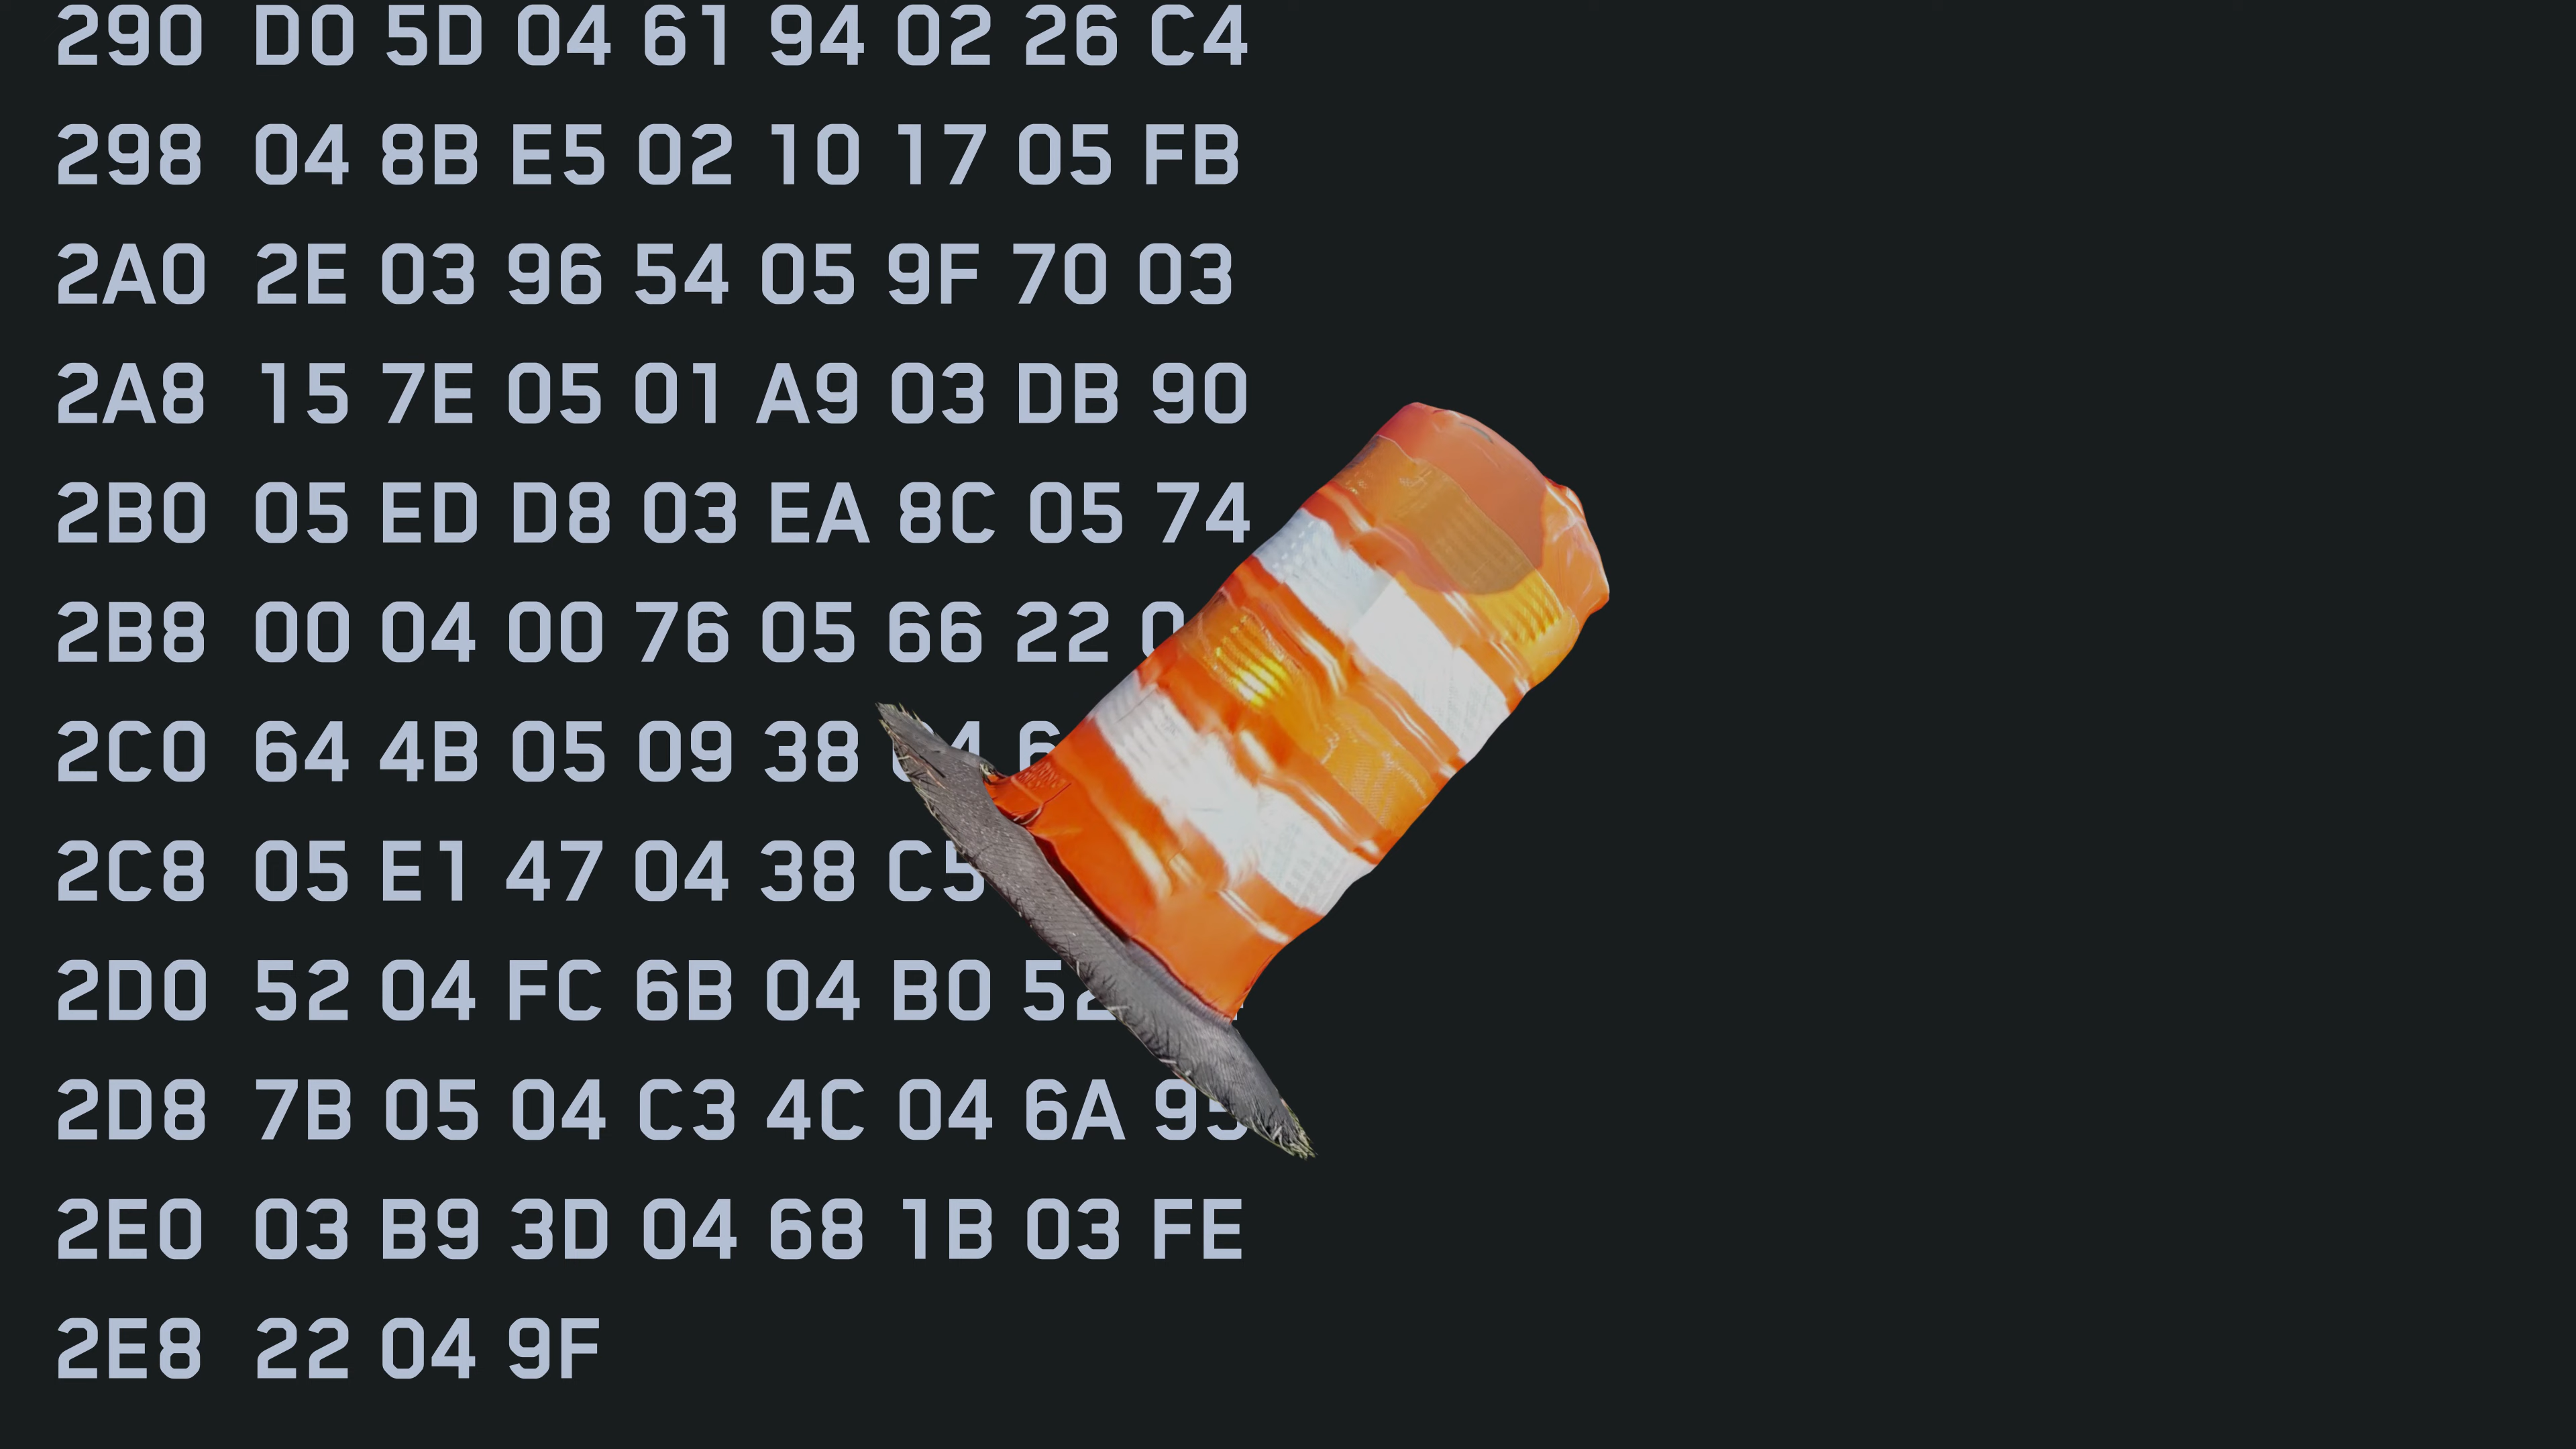 290 D0 5D 04 61 94 02 26 C4
298 04 8B E5 02 10 17 05 FB
2A0 2E 03 96 54 05 9F 70 03
2A8 15 7E 05 01 A9 03 DB 90
2B0 05 ED D8 03 EA 8C 05 74
2B8 00 04 00 76 05 66 22
2C0 64 4B 05 09 38
2C8 05 E1 47 04 38 C5
2D0 52 04 FC 6B 04 B0 52
2D8 7B 05 04 C3 4C 04 6A 95
2E0 03 B9 3D 04 68 1B 03 FE
2E8 22 04 9F